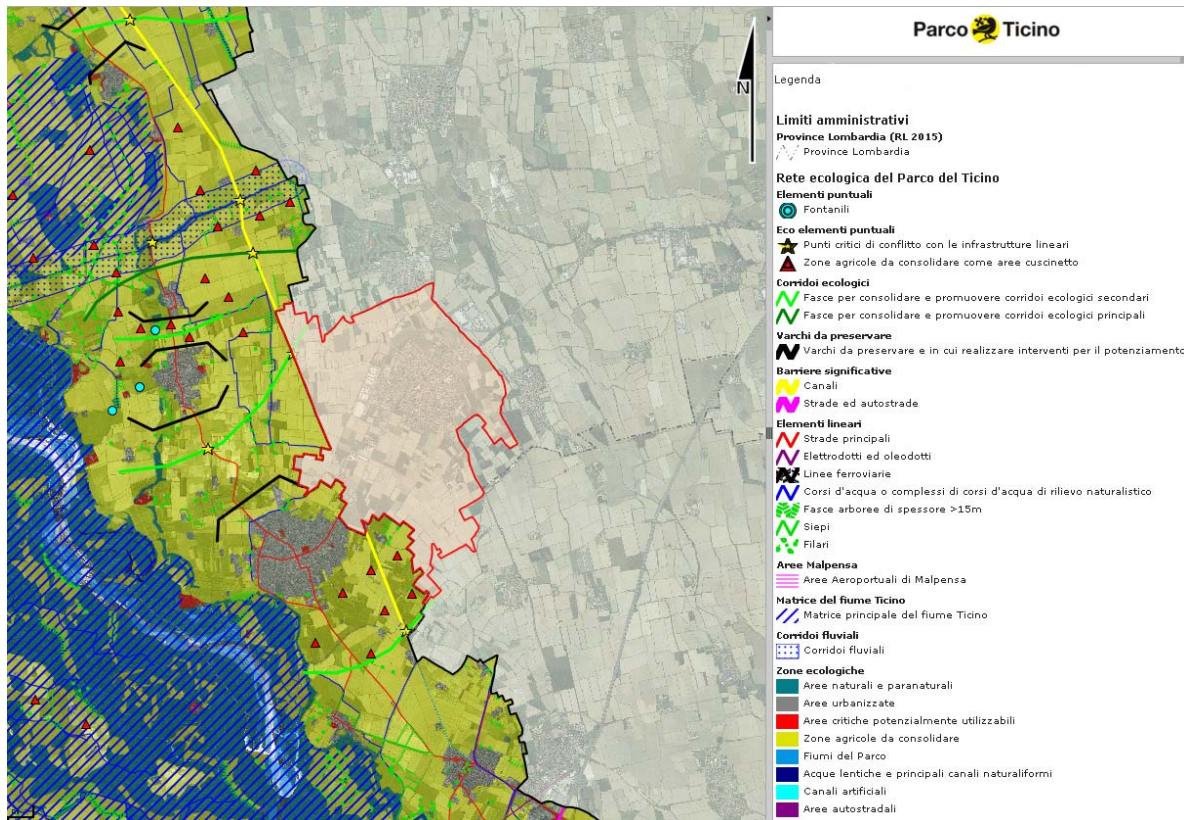 Parco Ticino
N
Legenda
Limiti amministrativi
Province Lombardia (RL 2015)
Province Lombardia
Rete ecologica del Parco del Ticino
Elementi puntuali
Fontanili
Eco elementi puntuali
Punti critici di conflitto con le infrastrutture lineari
Zone agricole da consolidare come aree cuscinetto
Corridoi ecologici
Fasce per consolidare e promuovere corridoi ecologici secondari
Fasce per consolidare e promuovere corridoi ecologici principali
Varchi da preservare
Varchi da preservare e in cui realizzare interventi per il potenziamento
Barriere significative
Canali
Strade ed autostrade
Elementi lineari
Strade principali
Elettrodotti ed oleodotti
Linee ferroviarie
Corsi d'acqua o complessi di corsi d'acqua di rilievo naturalistico
Fasce arboree di spessore >15m
Siepi
Filari
Aree Malpensa
Aree Aeroportuali di Malpensa
Matrice del fiume Ticino
Matrice principale del fiume Ticino
Corridoi fluviali
Corridoi fluviali
Zone ecologiche
Aree naturali e paranaturali
Aree urbanizzate
Aree critiche potenzialmente utilizzabili
Zone agricole da consolidare
Fiumi del Parco
Acque lentiche e principali canali naturaliformi
Canali artificiali
Aree autostradali